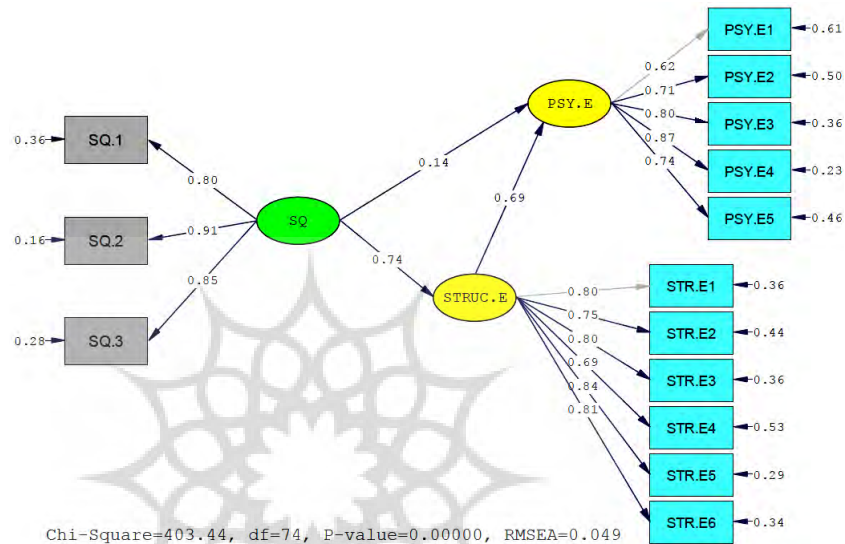 PSY.E1
0.61
0.62
PSY.E2
0.50
0.71
PSY.E
PSY.E3
0.36
0.80
0.36
SQ.1
0.87
PSY.E4
0.23
0.14
0.74
0.80
PSY.E5
0.46
0.69
SQ
0.16
SQ.2
0.91
0.74
0.85
STRUC.E
0.80
STR.E1
0.36
0.75
STR.E2
0.44
0.28
SQ.3
0.80
STR.E3
0.36
0.69
0.84
STR.E4
0.53
0.81
STR.E5
0.29
STR.E6
0.34
Chi-Square=403.44, df=74, P-value=0.00000, RMSEA=0.049